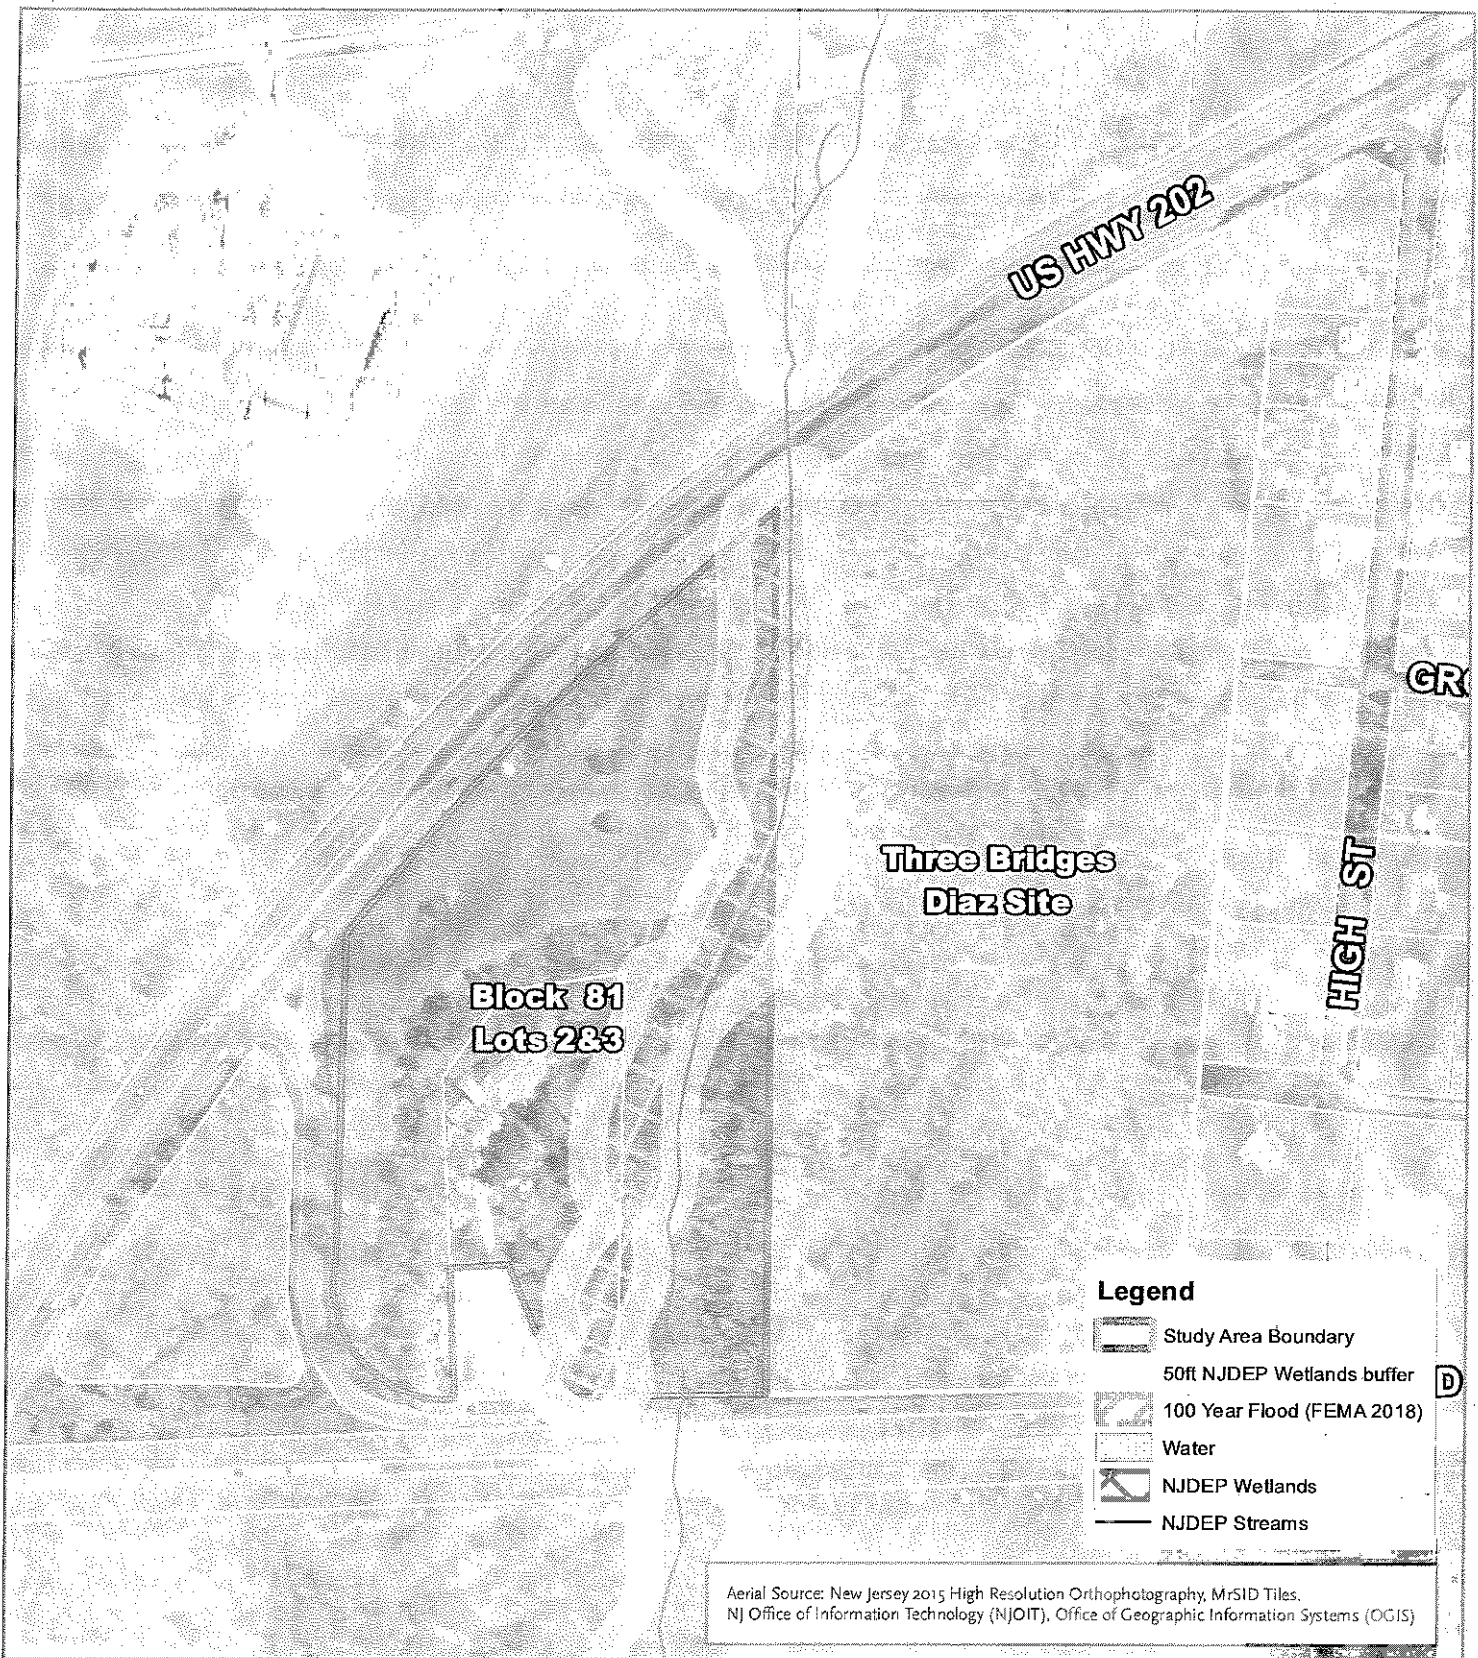 US HWY 202
GR
Three Bridges
Diaz Site
HIGH ST
Block 81
Lots 2&3
Legend
Study Area Boundary
50ft NJDEP Wetlands buffer
D
100 Year Flood (FEMA 2018)
Water
NJDEP Wetlands
NJDEP Streams
Aerial Source: New Jersey 2015 High Resolution Orthophotography, MrSID Tiles,
NJ Office of Information Technology (NJOIT), Office of Geographic Information Systems (OGIS)